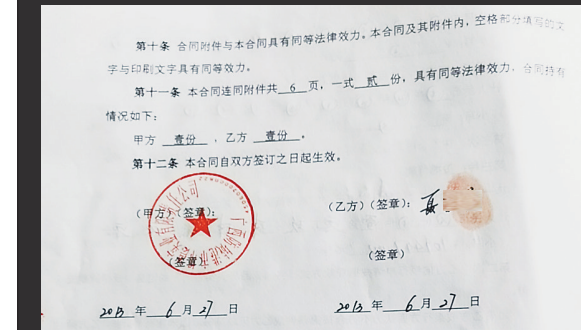 第十条 合同附件与本合同具有同等法律效力。本合同及其附件内,空格部分填写的文
字与印刷文字具有同等效力。
第十一条 本合同连同附件共 6 页,一式 贰 份,具有同等法律效力,合同持有
情况如下:
甲方 壹份 ,乙方 壹份 。
第十二条 本合同自双方签订之日起生效。
(甲方)(签章): (乙方)(签章):
(签章) (签章)
2013 年 6 月 27 日 2013 年 6 月 27 日